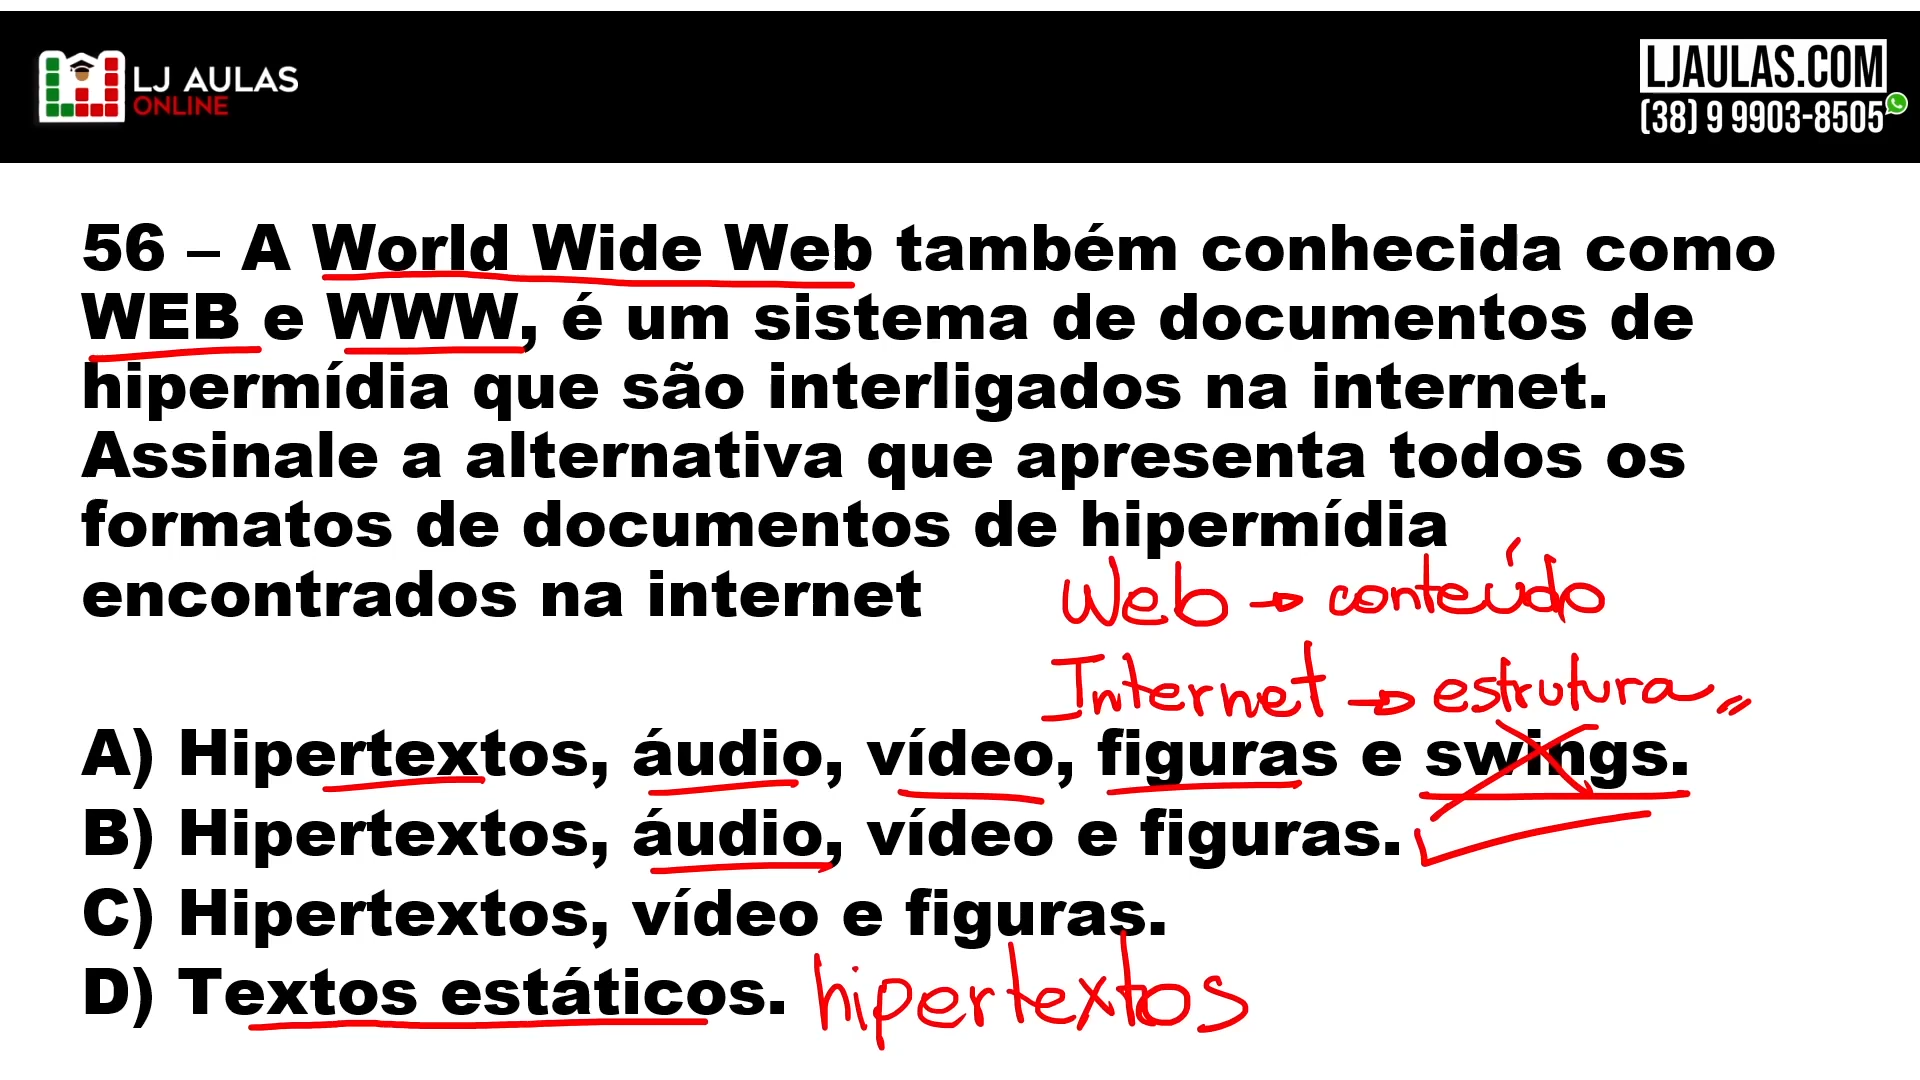 LJ AULAS
ONLINE
LJAULAS.COM
(38) 9 9903-8505
56 – A World Wide Web também conhecida como
WEB e WWW, é um sistema de documentos de
hipermídia que são interligados na internet.
Assinale a alternativa que apresenta todos os
formatos de documentos de hipermídia
encontrados na internet
Web → conteúdo
Internet → estrutura
A) Hipertextos, áudio, vídeo, figuras e swings.
B) Hipertextos, áudio, vídeo e figuras.
C) Hipertextos, vídeo e figuras.
D) Textos estáticos. hipertextos